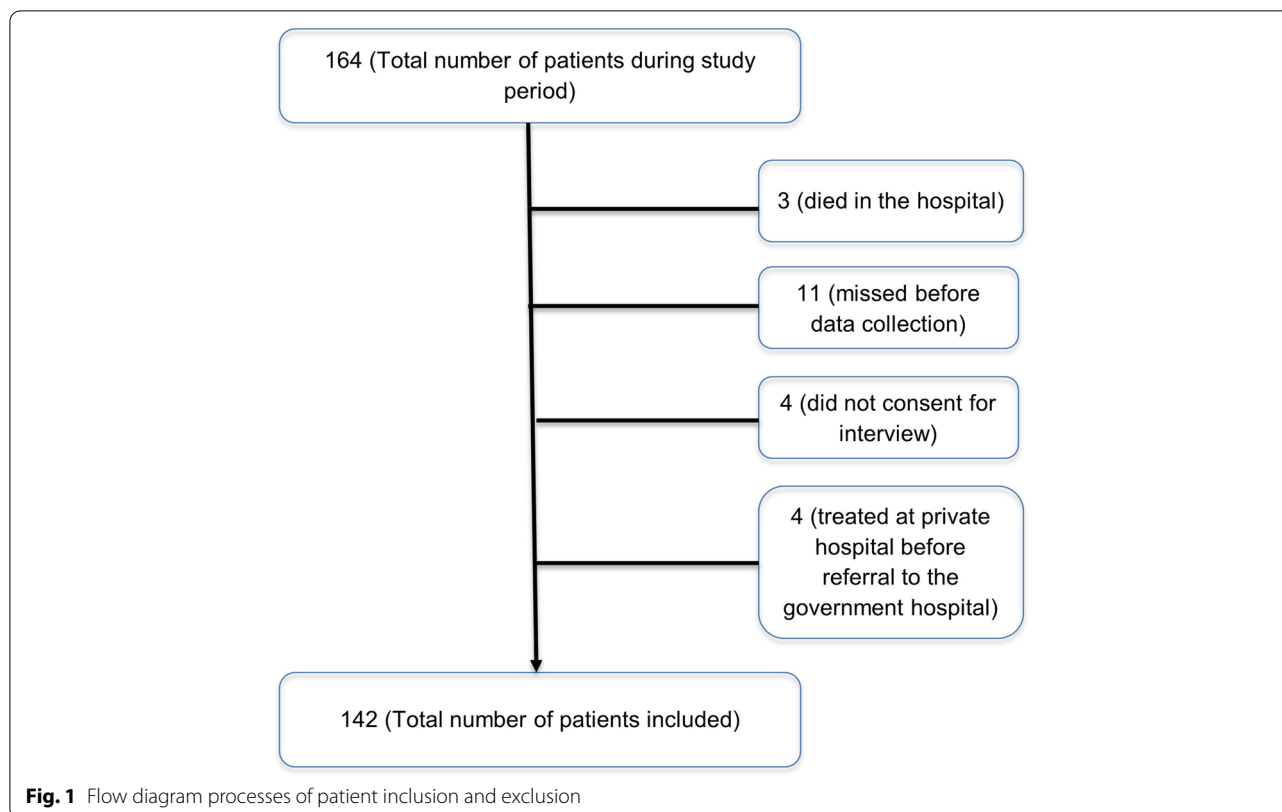 164 (Total number of patients during study
period)
3 (died in the hospital)
11 (missed before
data collection)
4 (did not consent for
interview)
4 (treated at private
hospital before
referral to the
government hospital)
142 (Total number of patients included)
Fig. 1 Flow diagram processes of patient inclusion and exclusion